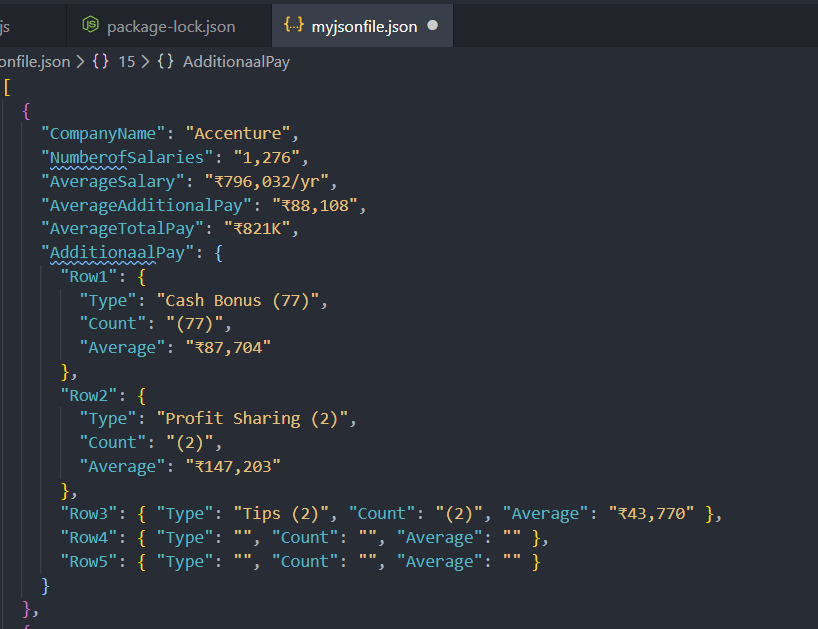 js package-lock.json {..} myjsonfile.json
onfile.json > {} 15 > {} AdditionaalPay
[
{
"CompanyName": "Accenture",
"NumberofSalaries": "1,276",
"AverageSalary": "₹796,032/yr",
"AverageAdditionalPay": "₹88,108",
"AverageTotalPay": "₹821K",
"AdditionaalPay": {
"Row1": {
"Type": "Cash Bonus (77)",
"Count": "(77)",
"Average": "₹87,704"
},
"Row2": {
"Type": "Profit Sharing (2)",
"Count": "(2)",
"Average": "₹147,203"
},
"Row3": { "Type": "Tips (2)", "Count": "(2)", "Average": "₹43,770" },
"Row4": { "Type": "", "Count": "", "Average": "" },
"Row5": { "Type": "", "Count": "", "Average": "" }
}
},